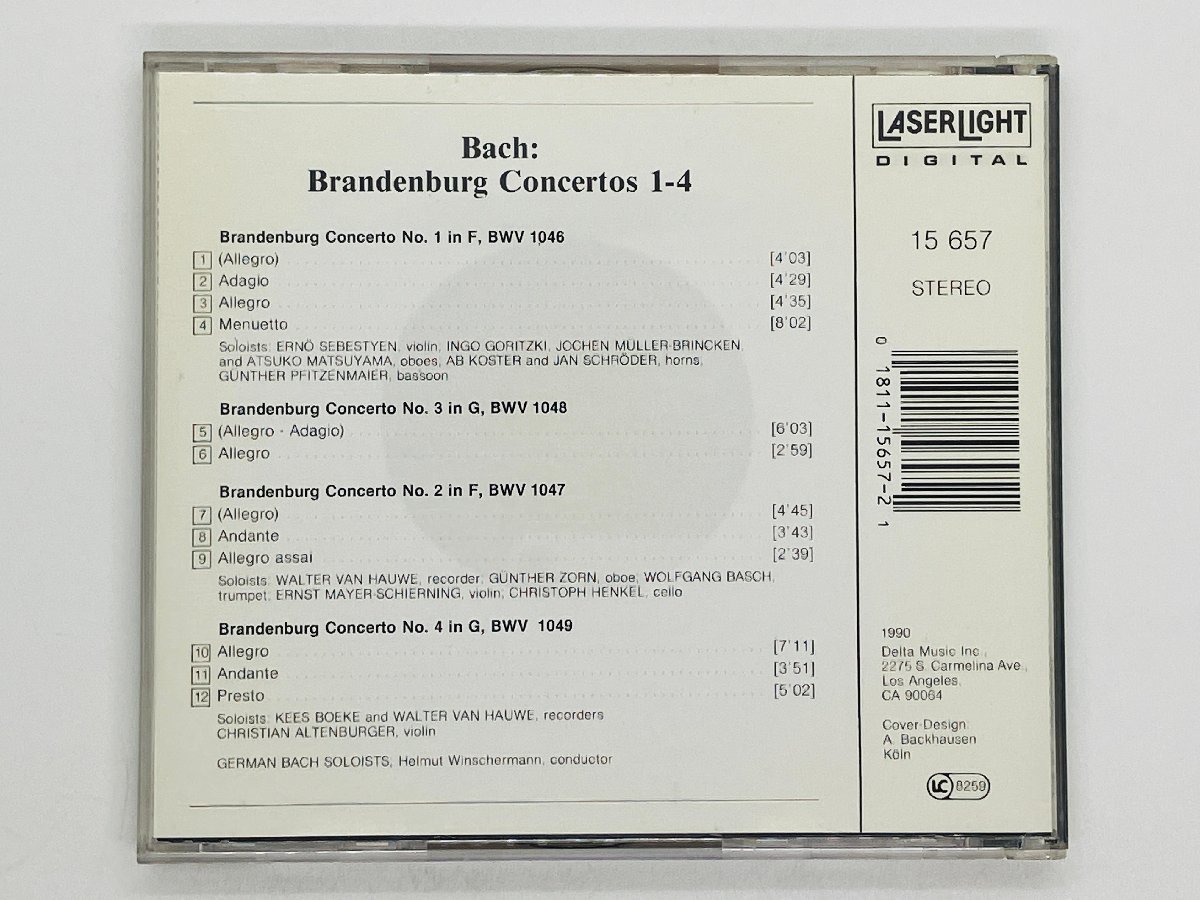 Bach:
Brandenburg Concertos 1-4
Brandenburg Concerto No. 1 in F, BWV 1046
1 (Allegro) [4'03]
2 Adagio [4'29]
3 Allegro [4'35]
4 Menuetto [8'02]
Soloists: ERNÖ SEBESTYEN, violin; INGO GORITZKI, JOCHEN MÜLLER-BRINCKEN,
and ATSUKO MATSUYAMA, oboes; AB KOSTER and JAN SCHRÖDER, horns;
GÜNTHER PFITZENMAIER, bassoon
Brandenburg Concerto No. 3 in G, BWV 1048
5 (Allegro - Adagio) [6'03]
6 Allegro [2'59]
Brandenburg Concerto No. 2 in F, BWV 1047
7 (Allegro) [4'45]
8 Andante [3'43]
9 Allegro assai [2'39]
Soloists: WALTER VAN HAUWE, recorder; GÜNTHER ZORN, oboe; WOLFGANG BASCH,
trumpet; ERNST MAYER-SCHIERNING, violin; CHRISTOPH HENKEL, cello
Brandenburg Concerto No. 4 in G, BWV 1049
10 Allegro [7'11]
11 Andante [3'51]
12 Presto [5'02]
Soloists: KEES BOEKE and WALTER VAN HAUWE, recorders
CHRISTIAN ALTENBURGER, violin
GERMAN BACH SOLOISTS, Helmut Winschermann, conductor
LASERLIGHT
DIGITAL
15 657
STEREO
0 1811-15657-2 1
1990
Delta Music Inc.,
2275 S. Carmelina Ave.,
Los Angeles,
CA 90064
Cover-Design:
A. Backhausen
Köln
LC 8259